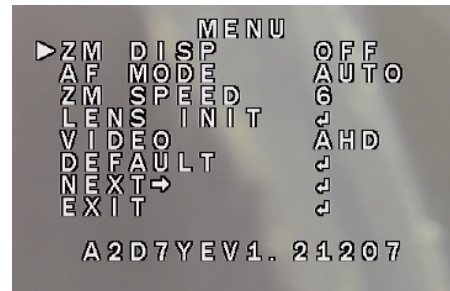 MENU
▷ZM DISP OFF
AF MODE AUTO
ZM SPEED 6
LENS INIT ↲
VIDEO AHD
DEFAULT ↲
NEXT→ ↲
EXIT ↲
A2D7YEV1.21207